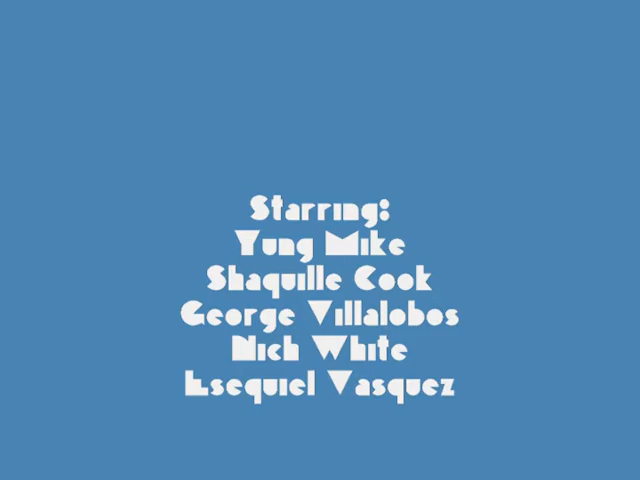 Starring:
Yung Mike
Shaquille Cook
George Villalobos
Nich White
Esequiel Vasquez